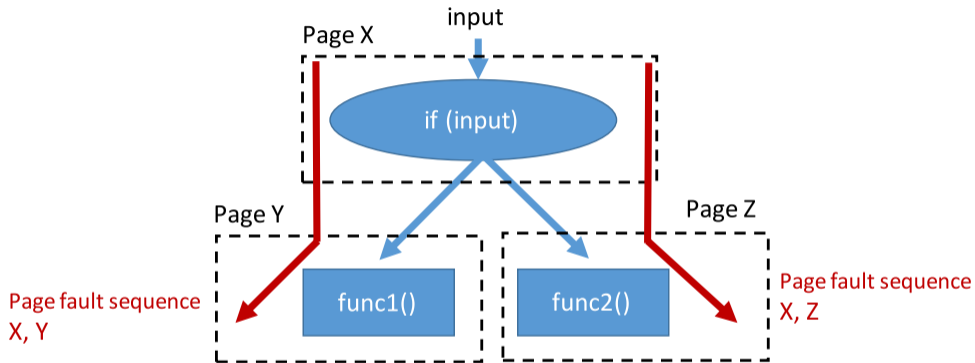 input
Page X
if (input)
Page Y
Page Z
func1()
func2()
Page fault sequence
X, Y
Page fault sequence
X, Z